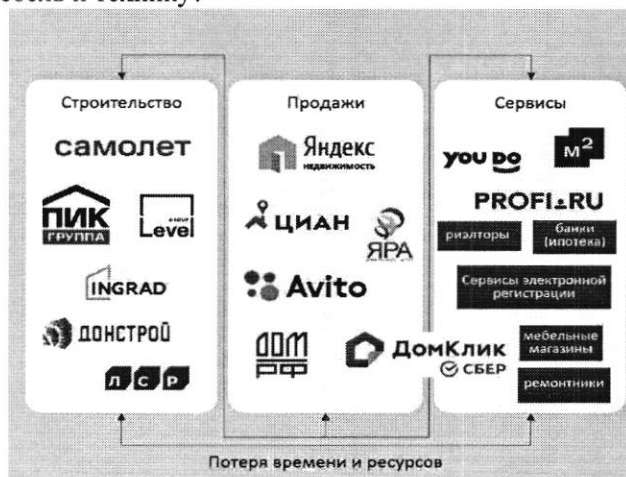 Строительство
самолет
ПИК
ГРУППА
Level
INGRAD
ДОНСТРОЙ
ЛСР
Продажи
Яндекс
недвижимость
ЦИАН
ЯРА
Avito
ДОМ
РФ
ДомКлик
СБЕР
Сервисы
YOU DO
М²
PROFI.RU
риэлторы
банки
(ипотека)
Сервисы электронной
регистрации
мебельные
магазины
ремонтники
Потеря времени и ресурсов